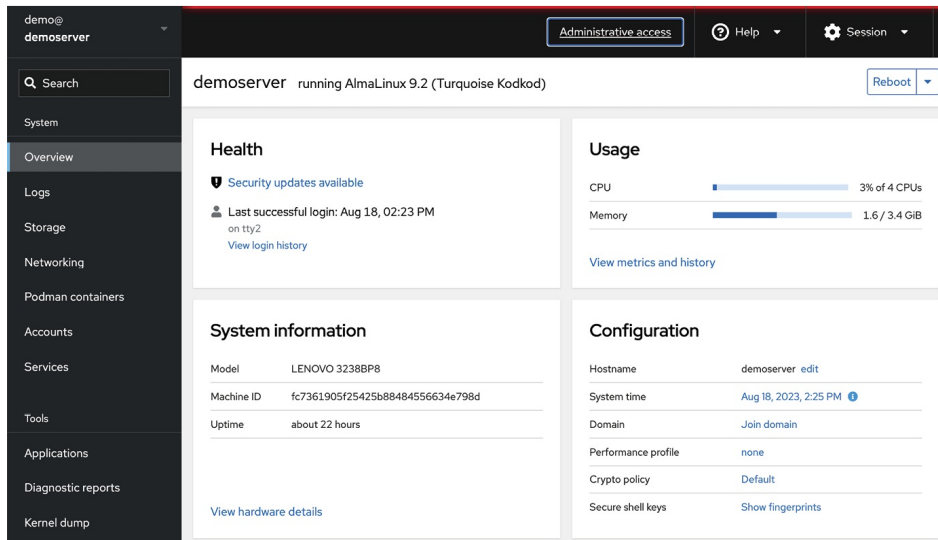 demo@
demoserver
Administrative access
Help
Session
Search
demoserver running AlmaLinux 9.2 (Turquoise Kodkod)
Reboot
System
Overview
Logs
Storage
Networking
Podman containers
Accounts
Services
Tools
Applications
Diagnostic reports
Kernel dump
Health
Security updates available
Last successful login: Aug 18, 02:23 PM
on tty2
View login history
Usage
CPU 3% of 4 CPUs
Memory 1.6 / 3.4 GiB
View metrics and history
System information
Model LENOVO 3238BP8
Machine ID fc7361905f25425b88484556634e798d
Uptime about 22 hours
View hardware details
Configuration
Hostname demoserver edit
System time Aug 18, 2023, 2:25 PM
Domain Join domain
Performance profile none
Crypto policy Default
Secure shell keys Show fingerprints